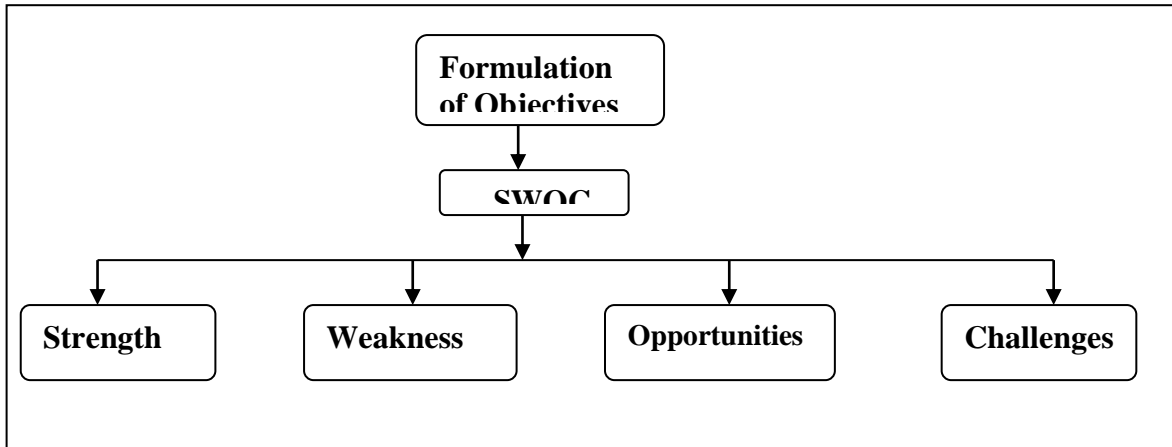 Formulation
of Objectives
SWOC
Strength
Weakness
Opportunities
Challenges